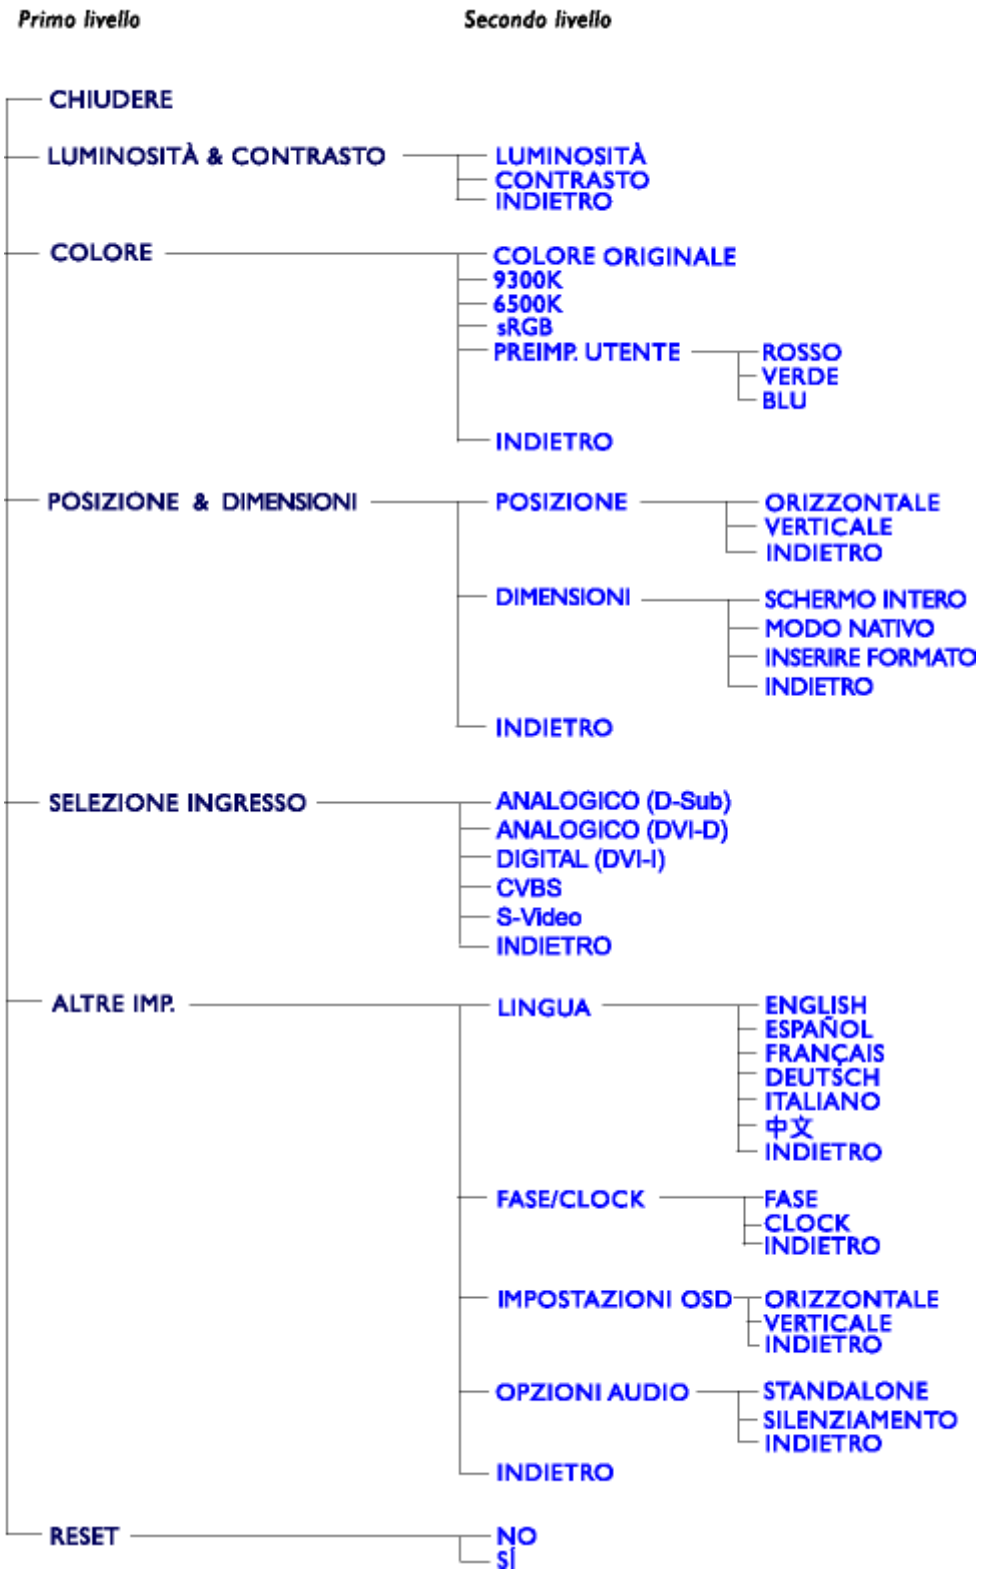 Primo livello Secondo livello
CHIUDERE
LUMINOSITÀ & CONTRASTO LUMINOSITÀ
CONTRASTO
INDIETRO
COLORE COLORE ORIGINALE
9300K
6500K
sRGB
PREIMP. UTENTE ROSSO
VERDE
BLU
INDIETRO
POSIZIONE & DIMENSIONI POSIZIONE ORIZZONTALE
VERTICALE
INDIETRO
DIMENSIONI SCHERMO INTERO
MODO NATIVO
INSERIRE FORMATO
INDIETRO
INDIETRO
SELEZIONE INGRESSO ANALOGICO (D-Sub)
ANALOGICO (DVI-D)
DIGITAL (DVI-I)
CVBS
S-Video
INDIETRO
ALTRE IMP. LINGUA ENGLISH
ESPAÑOL
FRANÇAIS
DEUTSCH
ITALIANO
中文
INDIETRO
FASE/CLOCK FASE
CLOCK
INDIETRO
IMPOSTAZIONI OSD ORIZZONTALE
VERTICALE
INDIETRO
OPZIONI AUDIO STANDALONE
SILENZIAMENTO
INDIETRO
INDIETRO
RESET NO
SÍ